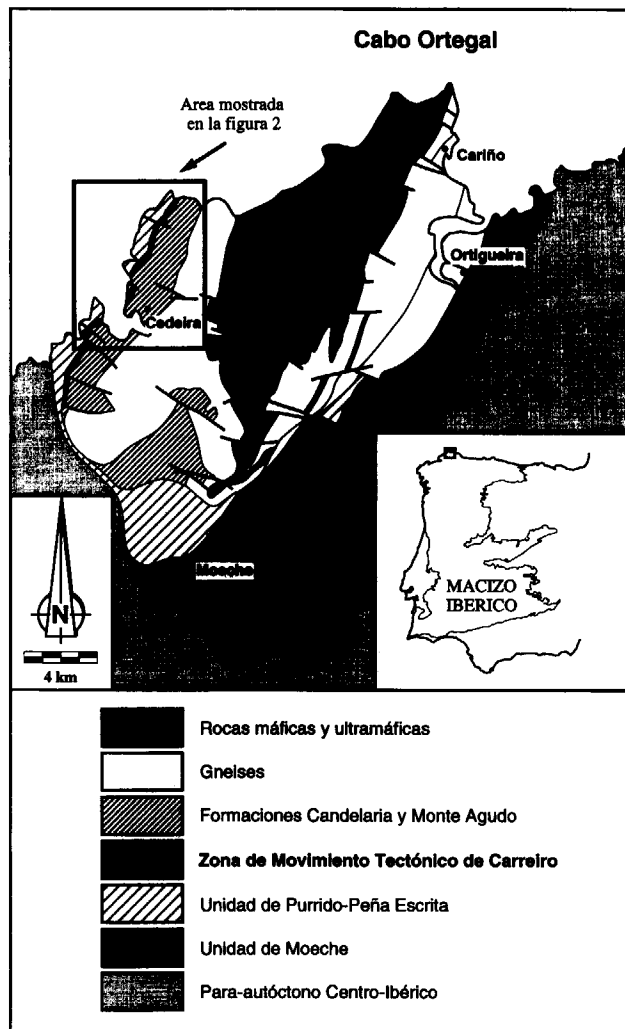 Cabo Ortegal
Area mostrada
en la figura 2
Cariño
Ortigueira
Cedeira
Moeche
MACIZO
IBERICO
N
4 km
Rocas máficas y ultramáficas
Gneises
Formaciones Candelaria y Monte Agudo
Zona de Movimiento Tectónico de Carreiro
Unidad de Purrido-Peña Escrita
Unidad de Moeche
Para-autóctono Centro-Ibérico